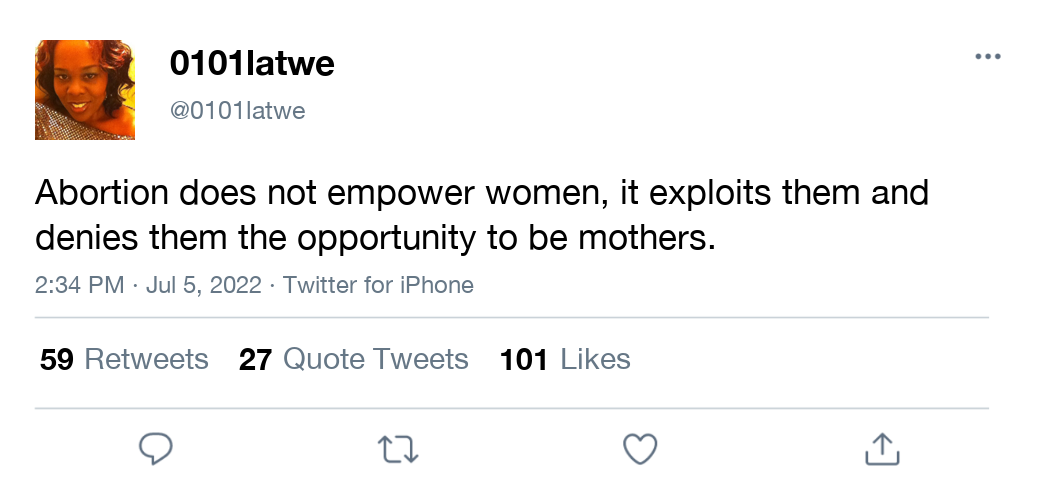 0101latwe
@0101latwe
Abortion does not empower women, it exploits them and
denies them the opportunity to be mothers.
2:34 PM · Jul 5, 2022 · Twitter for iPhone
59 Retweets 27 Quote Tweets 101 Likes